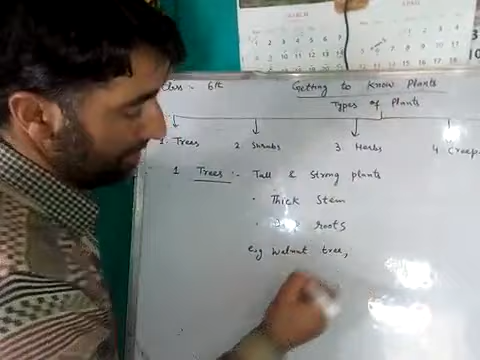 Class :- 6th
Getting to Know Plants
Types of Plants
1. Trees 2 Shrubs 3 Herbs 4 Creep
1 Trees :- Tall & Strong plants
· Thick Stem
· roots
e.g walnut tree,